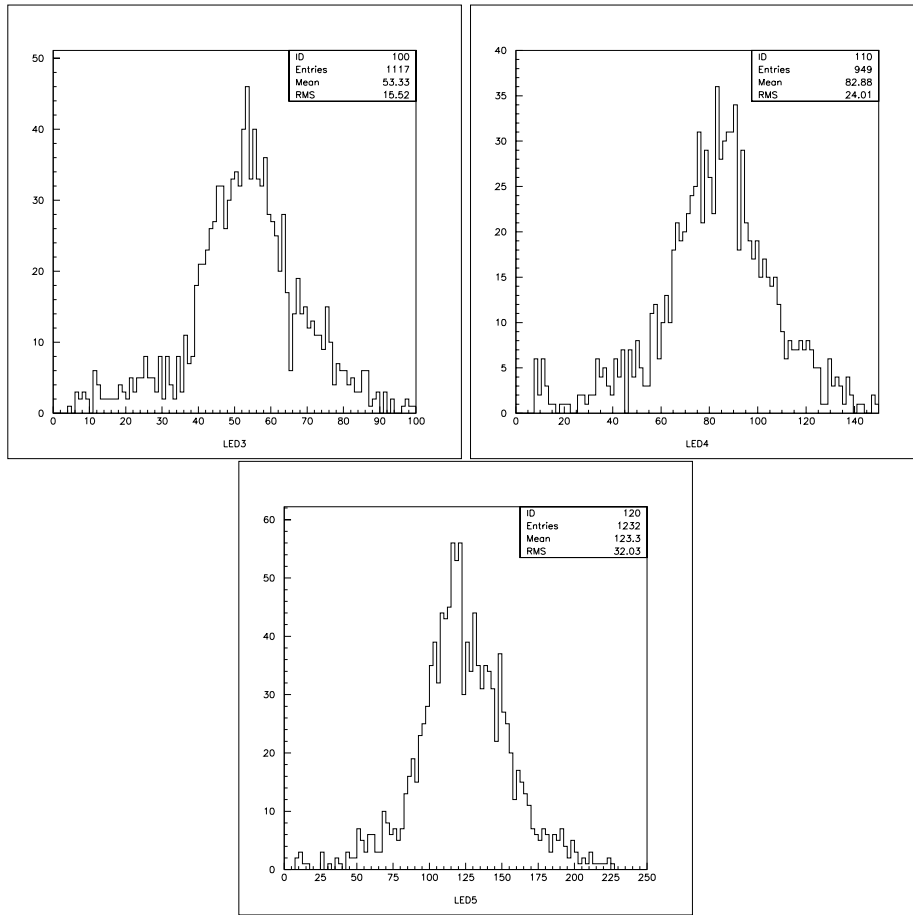 ID 100
Entries 1117
Mean 53.33
RMS 15.52
50
40
30
20
10
0
0 10 20 30 40 50 60 70 80 90 100
LED3
ID 110
Entries 949
Mean 82.88
RMS 24.01
40
35
30
25
20
15
10
5
0
0 20 40 60 80 100 120 140
LED4
ID 120
Entries 1232
Mean 123.3
RMS 32.03
60
50
40
30
20
10
0
0 25 50 75 100 125 150 175 200 225 250
LED5